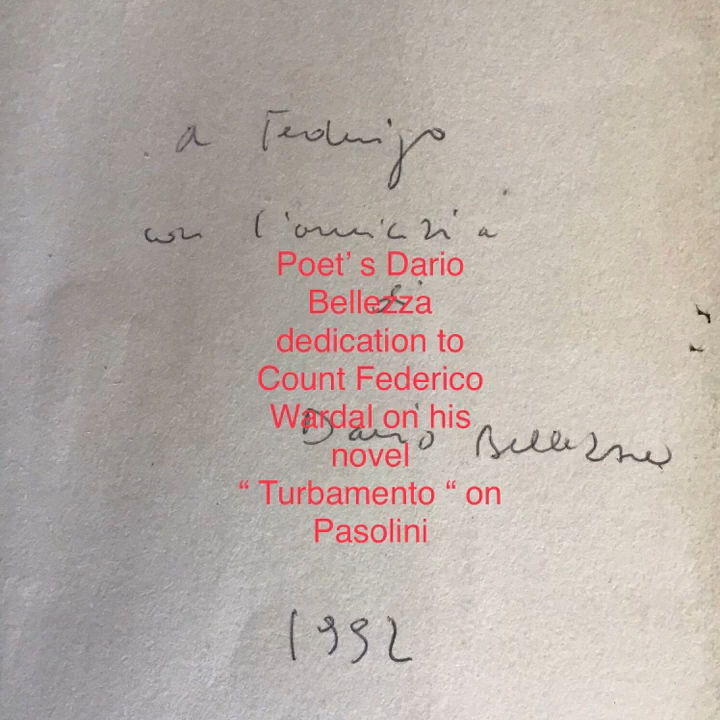 a Federigo
con l'amicizia
di
Dario Bellezza
1992
Poet' s Dario
Bellezza
dedication to
Count Federico
Wardal on his
novel
“ Turbamento “ on
Pasolini